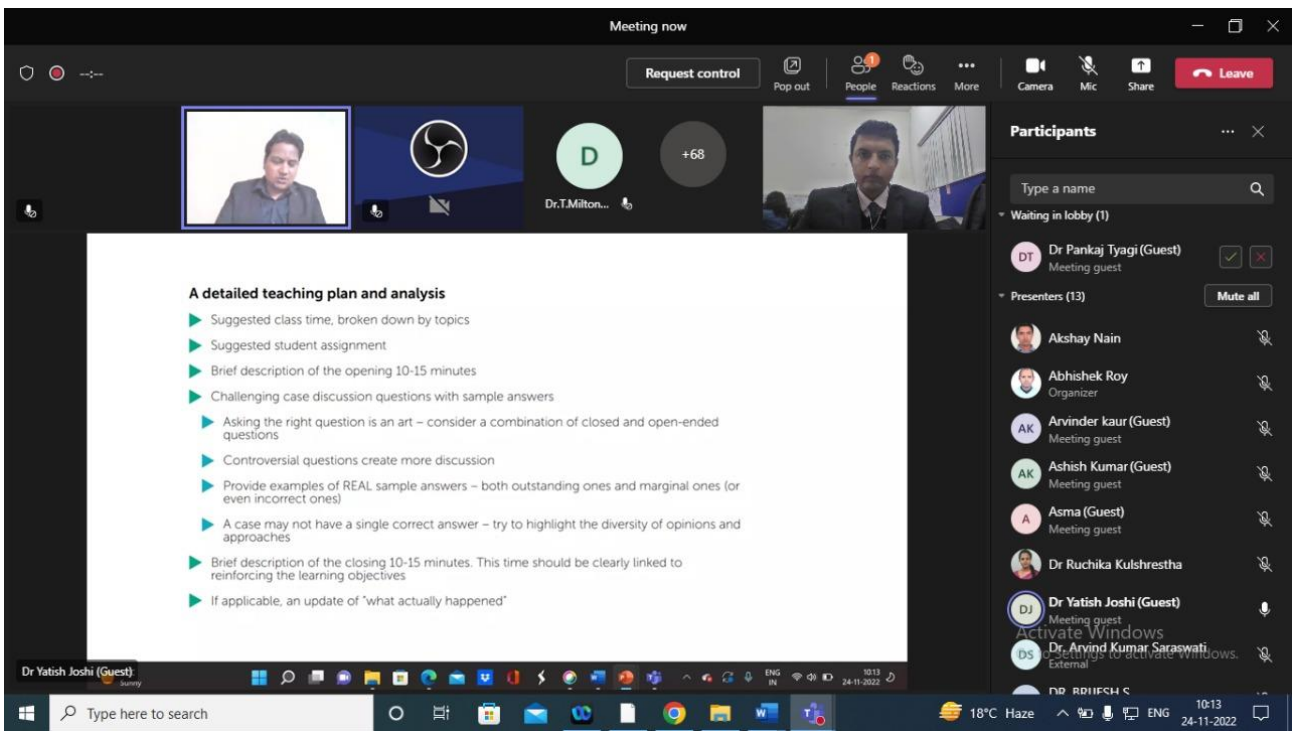 Meeting now
--:--
Request control
Pop out
People
1
Reactions
More
Camera
Mic
Share
Leave
D
Dr.T.Milton...
+68
A detailed teaching plan and analysis
Suggested class time, broken down by topics
Suggested student assignment
Brief description of the opening 10-15 minutes
Challenging case discussion questions with sample answers
Asking the right question is an art – consider a combination of closed and open-ended
questions
Controversial questions create more discussion
Provide examples of REAL sample answers – both outstanding ones and marginal ones (or
even incorrect ones)
A case may not have a single correct answer – try to highlight the diversity of opinions and
approaches
Brief description of the closing 10-15 minutes. This time should be clearly linked to
reinforcing the learning objectives
If applicable, an update of "what actually happened"
Dr Yatish Joshi (Guest)
Sunny
ENG
IN
10:13
24-11-2022
Participants
Type a name
Waiting in lobby (1)
DT
Dr Pankaj Tyagi (Guest)
Meeting guest
Presenters (13)
Mute all
Akshay Nain
Abhishek Roy
Organizer
AK
Arvinder kaur (Guest)
Meeting guest
AK
Ashish Kumar (Guest)
Meeting guest
A
Asma (Guest)
Meeting guest
Dr Ruchika Kulshrestha
DJ
Dr Yatish Joshi (Guest)
Meeting guest
Activate Windows
Go to Settings to activate Windows.
DS
Dr. Arvind Kumar Saraswati
External
Type here to search
18°C Haze
ENG
10:13
24-11-2022